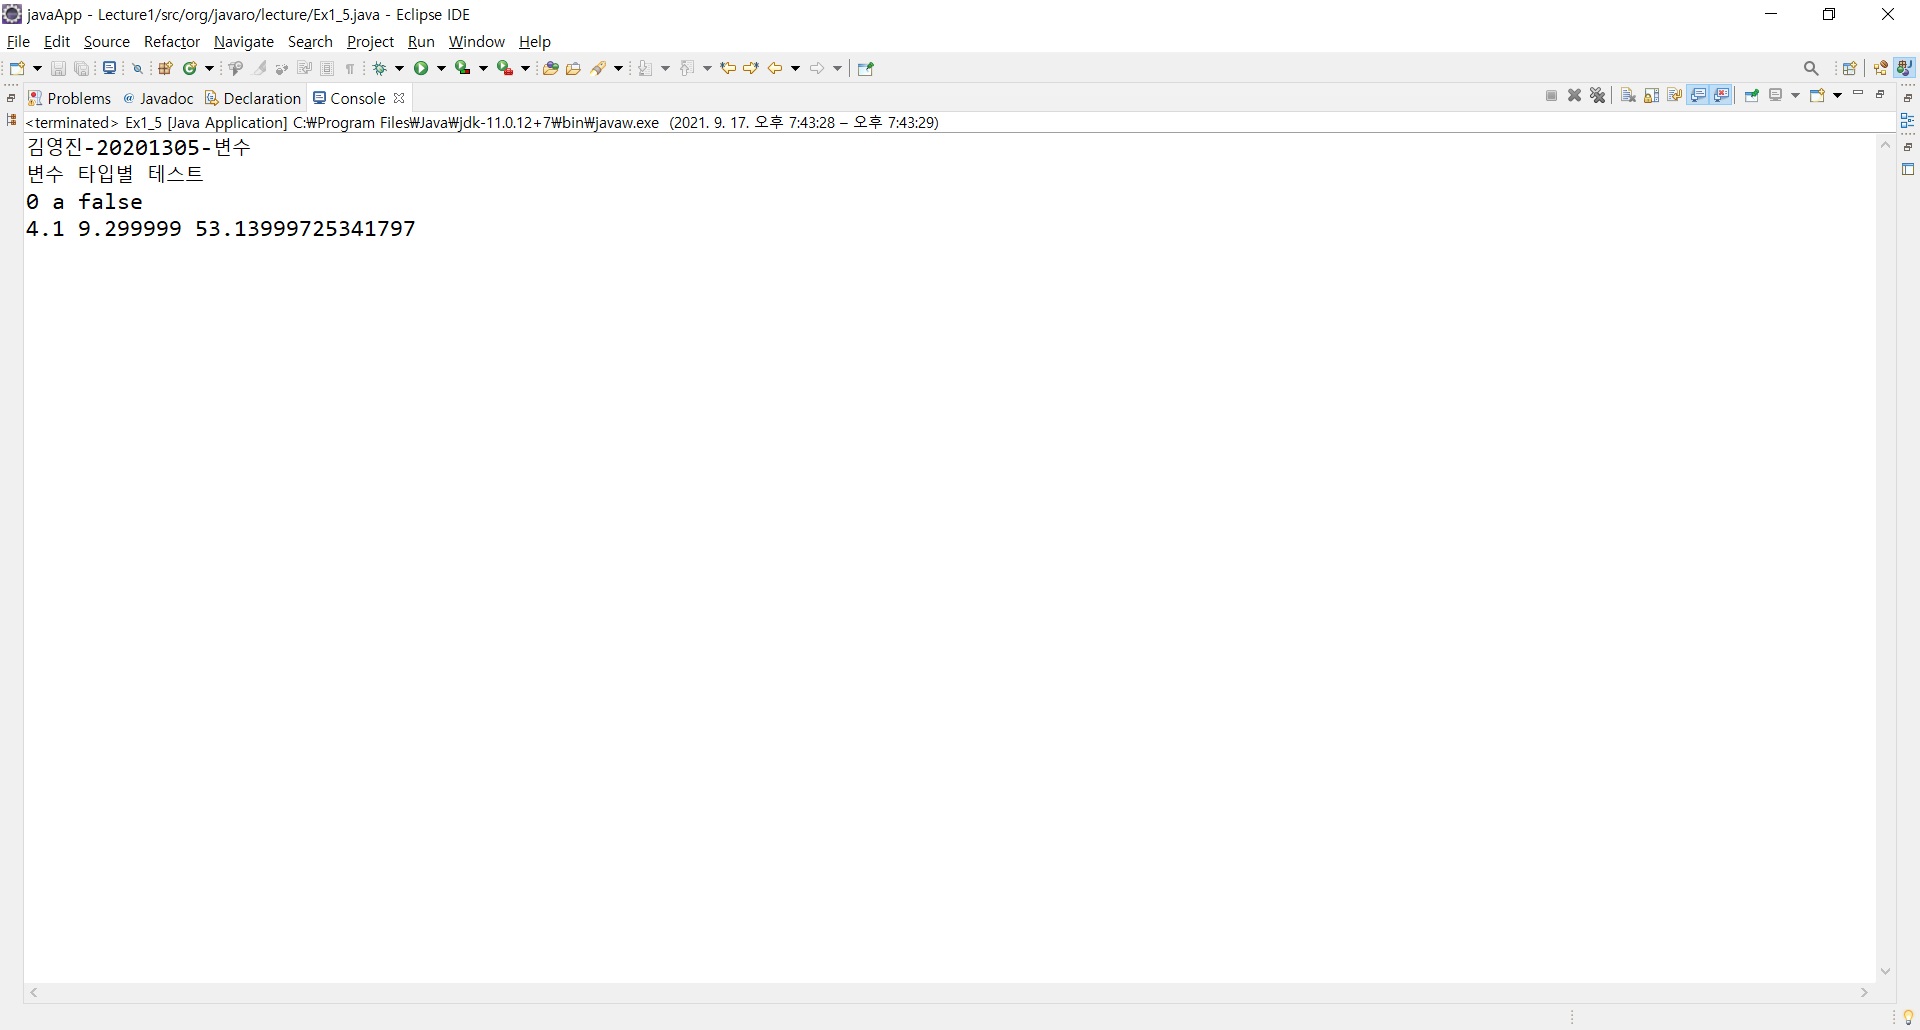 javaApp - Lecture1/src/org/javaro/lecture/Ex1_5.java - Eclipse IDE
File Edit Source Refactor Navigate Search Project Run Window Help
Problems @ Javadoc Declaration Console
<terminated> Ex1_5 [Java Application] C:₩Program Files₩Java₩jdk-11.0.12+7₩bin₩javaw.exe (2021. 9. 17. 오후 7:43:28 – 오후 7:43:29)
김영진-20201305-변수
변수 타입별 테스트
0 a false
4.1 9.299999 53.13999725341797